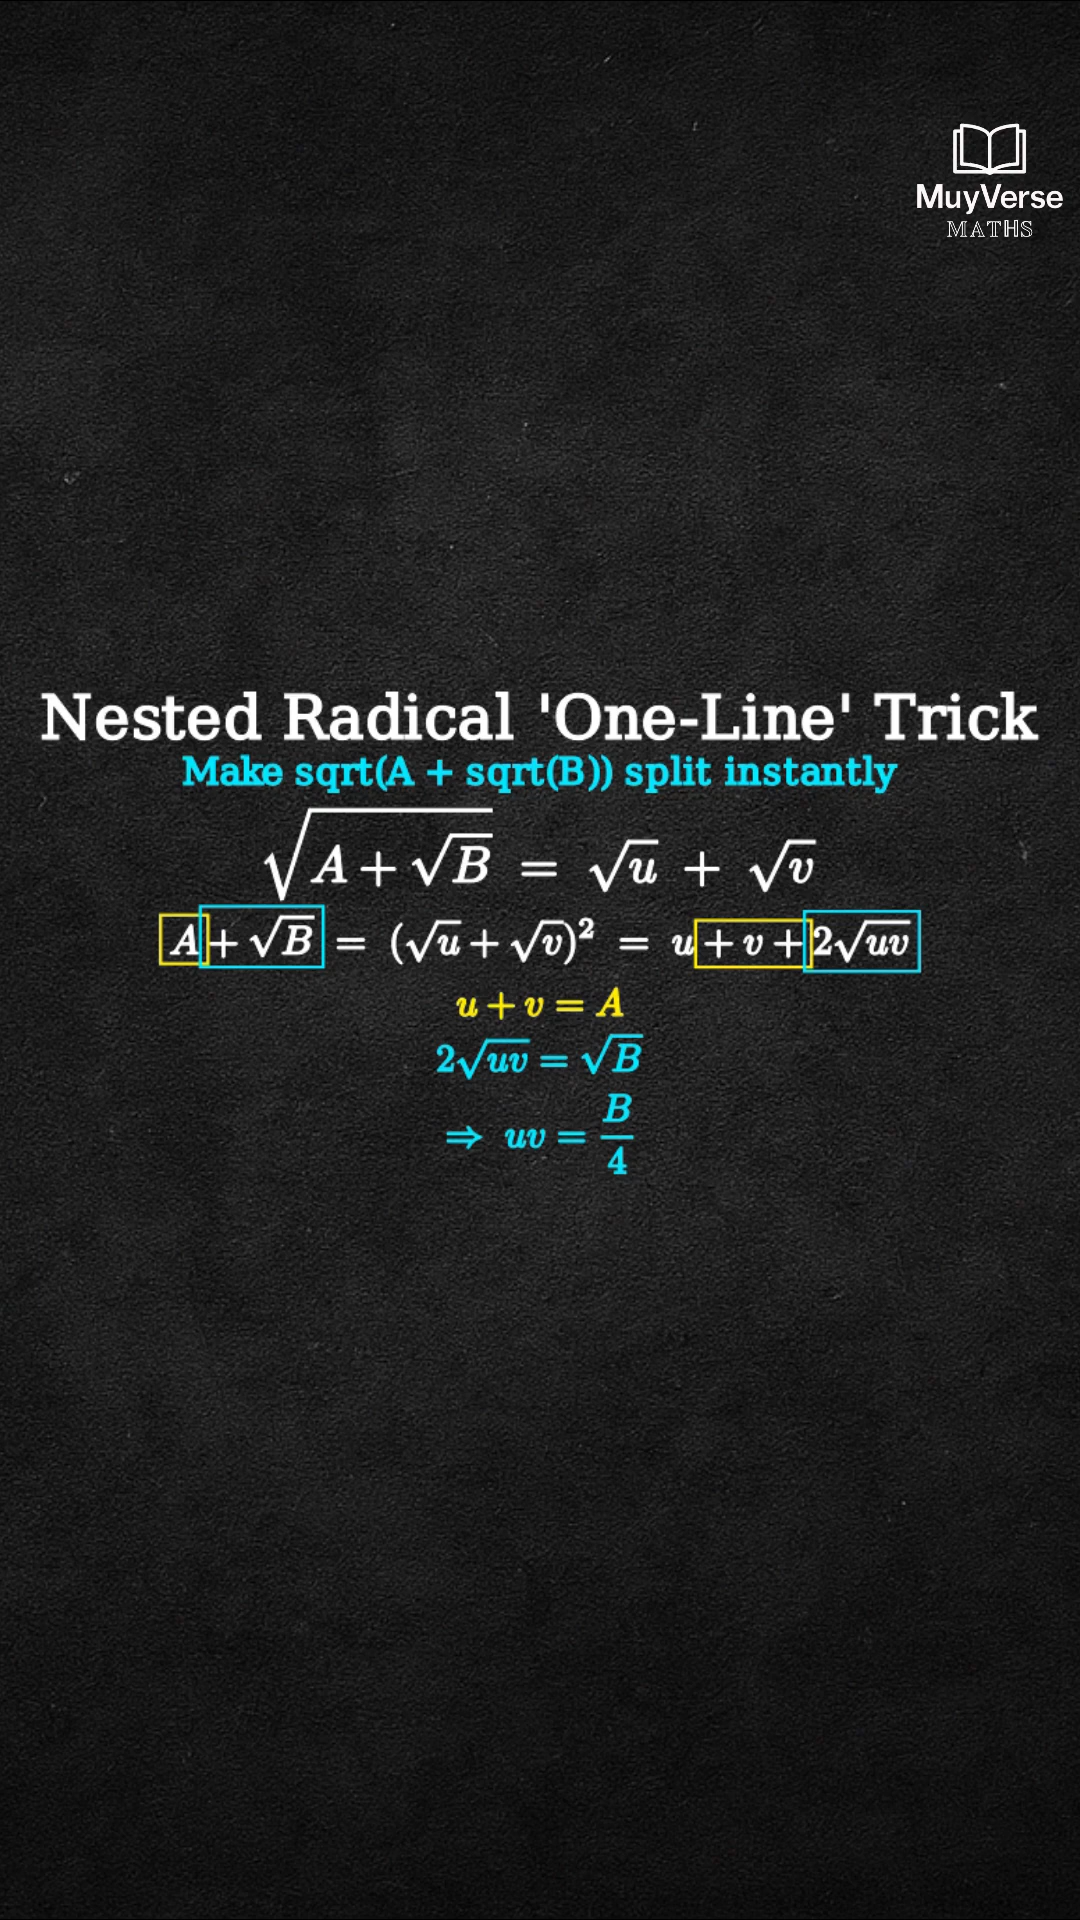 MuyVerse
MATHS
Nested Radical 'One-Line' Trick
Make sqrt(A + sqrt(B)) split instantly
√(A + √B) = √u + √v
A + √B = (√u + √v)² = u + v + 2√uv
u + v = A
2√uv = √B
⇒ uv = B/4